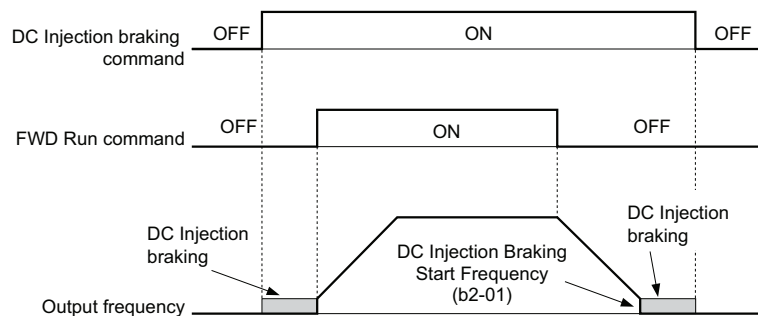 DC Injection braking
command
OFF
ON
OFF
FWD Run command
OFF
ON
OFF
DC Injection
braking
DC Injection Braking
Start Frequency
(b2-01)
DC Injection
braking
Output frequency